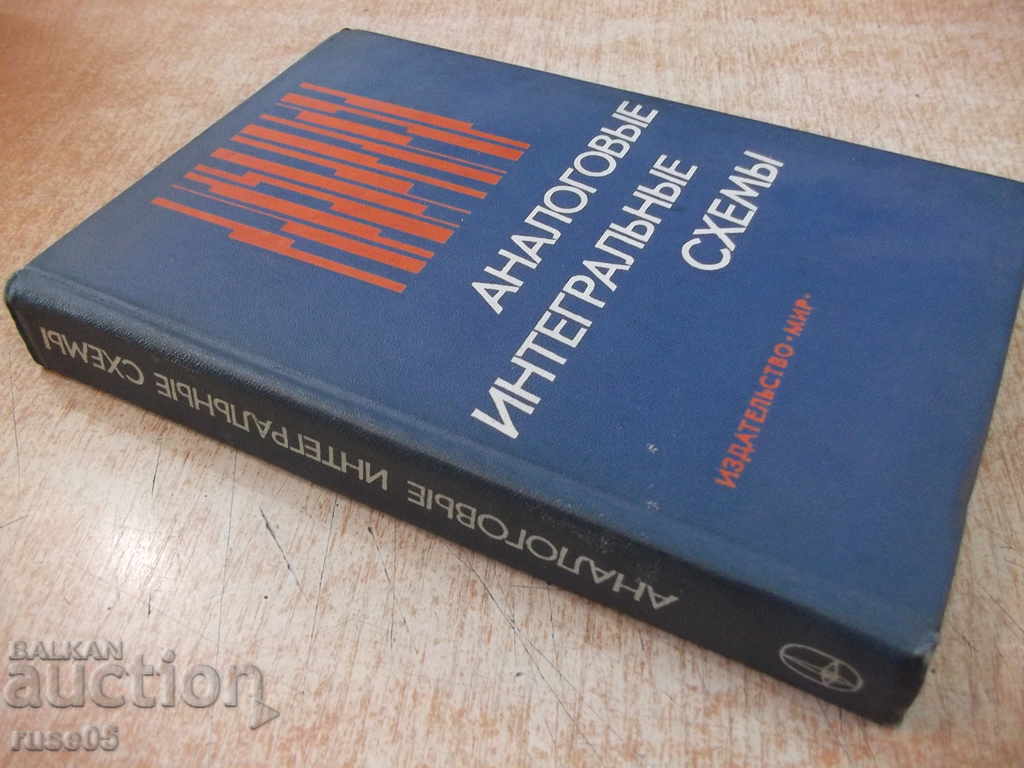 АНАЛОГОВЫЕ
ИНТЕГРАЛЬНЫЕ
СХЕМЫ
ИЗДАТЕЛЬСТВО «МИР»
АНАЛОГОВЫЕ ИНТЕГРАЛЬНЫЕ СХЕМЫ
BALKAN
auction
ruse05